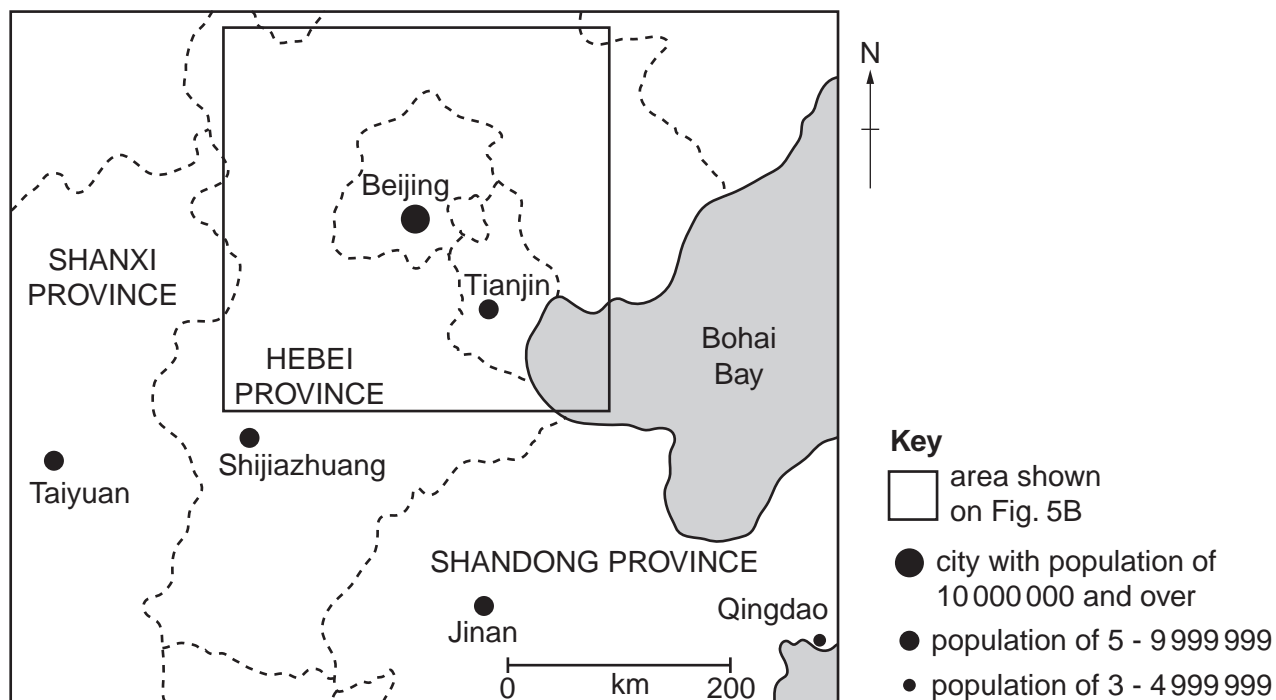 N
Beijing
SHANXI
PROVINCE
Tianjin
Bohai
Bay
HEBEI
PROVINCE
Shijiazhuang
Taiyuan
SHANDONG PROVINCE
Qingdao
Jinan
0 km 200
Key
area shown
on Fig. 5B
city with population of
10 000 000 and over
population of 5 - 9 999 999
population of 3 - 4 999 999